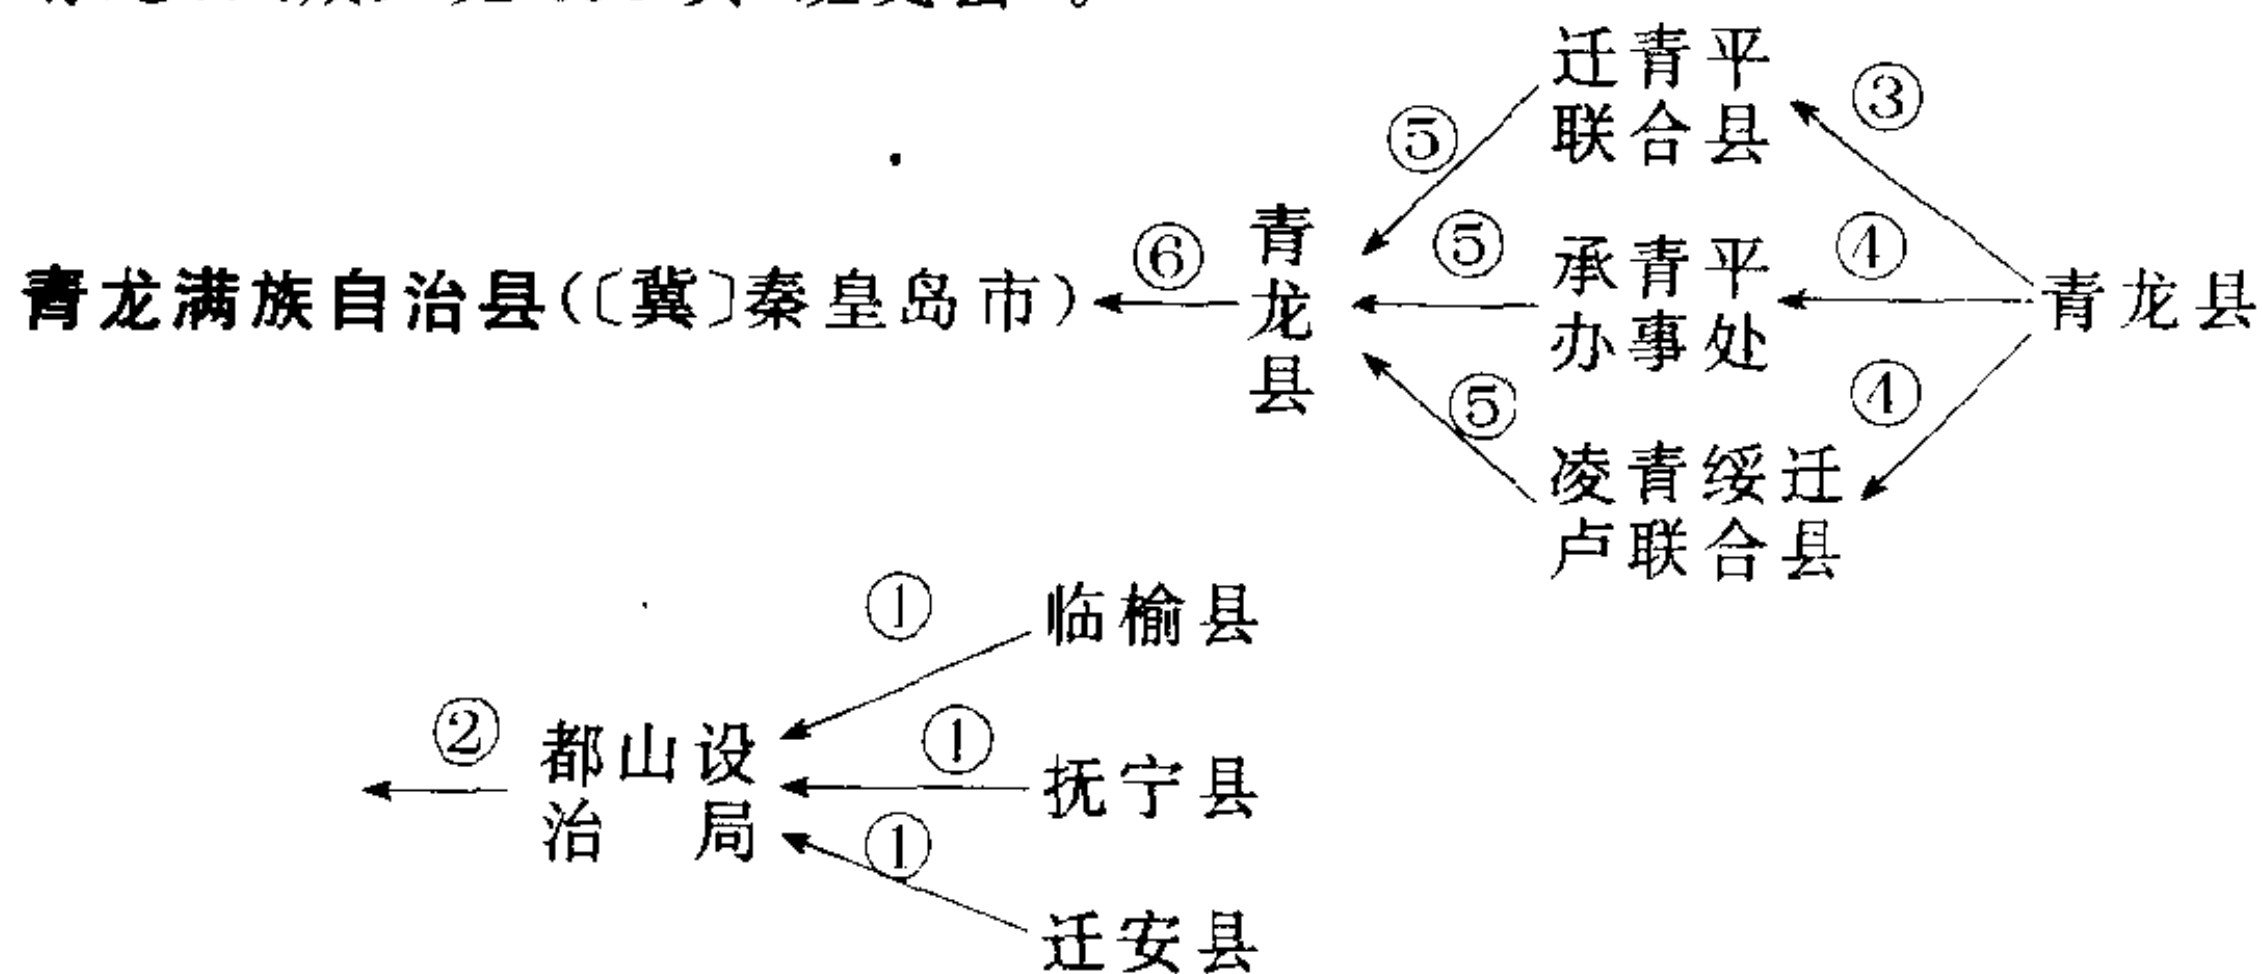 迁青平
联合县
③
⑤
青龙满族自治县(〔冀〕秦皇岛市)
⑥
青龙县
⑤
承青平
办事处
④
青龙县
⑤
凌青绥迁
卢联合县
④
①
临榆县
②
都山设
治局
①
抚宁县
①
迁安县